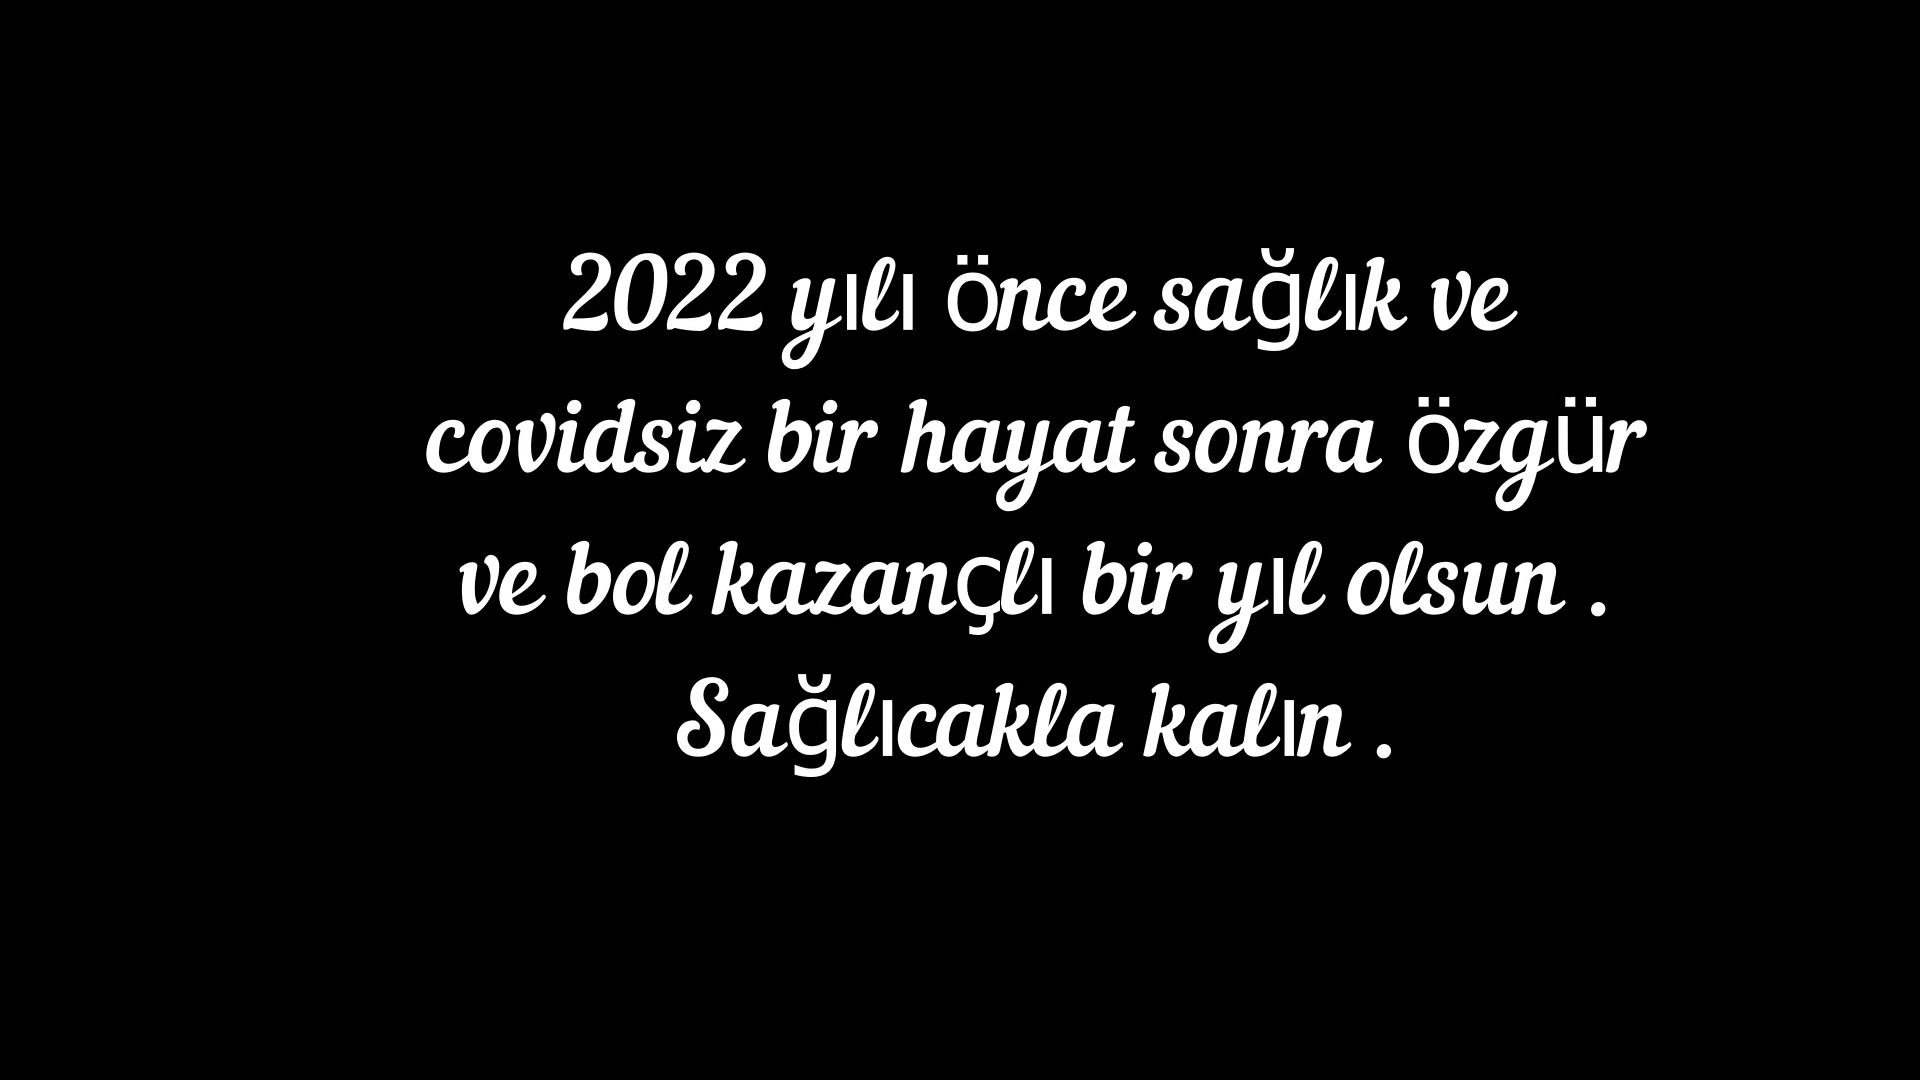 2022 yılı önce sağlık ve
covidsiz bir hayat sonra özgür
ve bol kazançlı bir yıl olsun .
Sağlıcakla kalın .